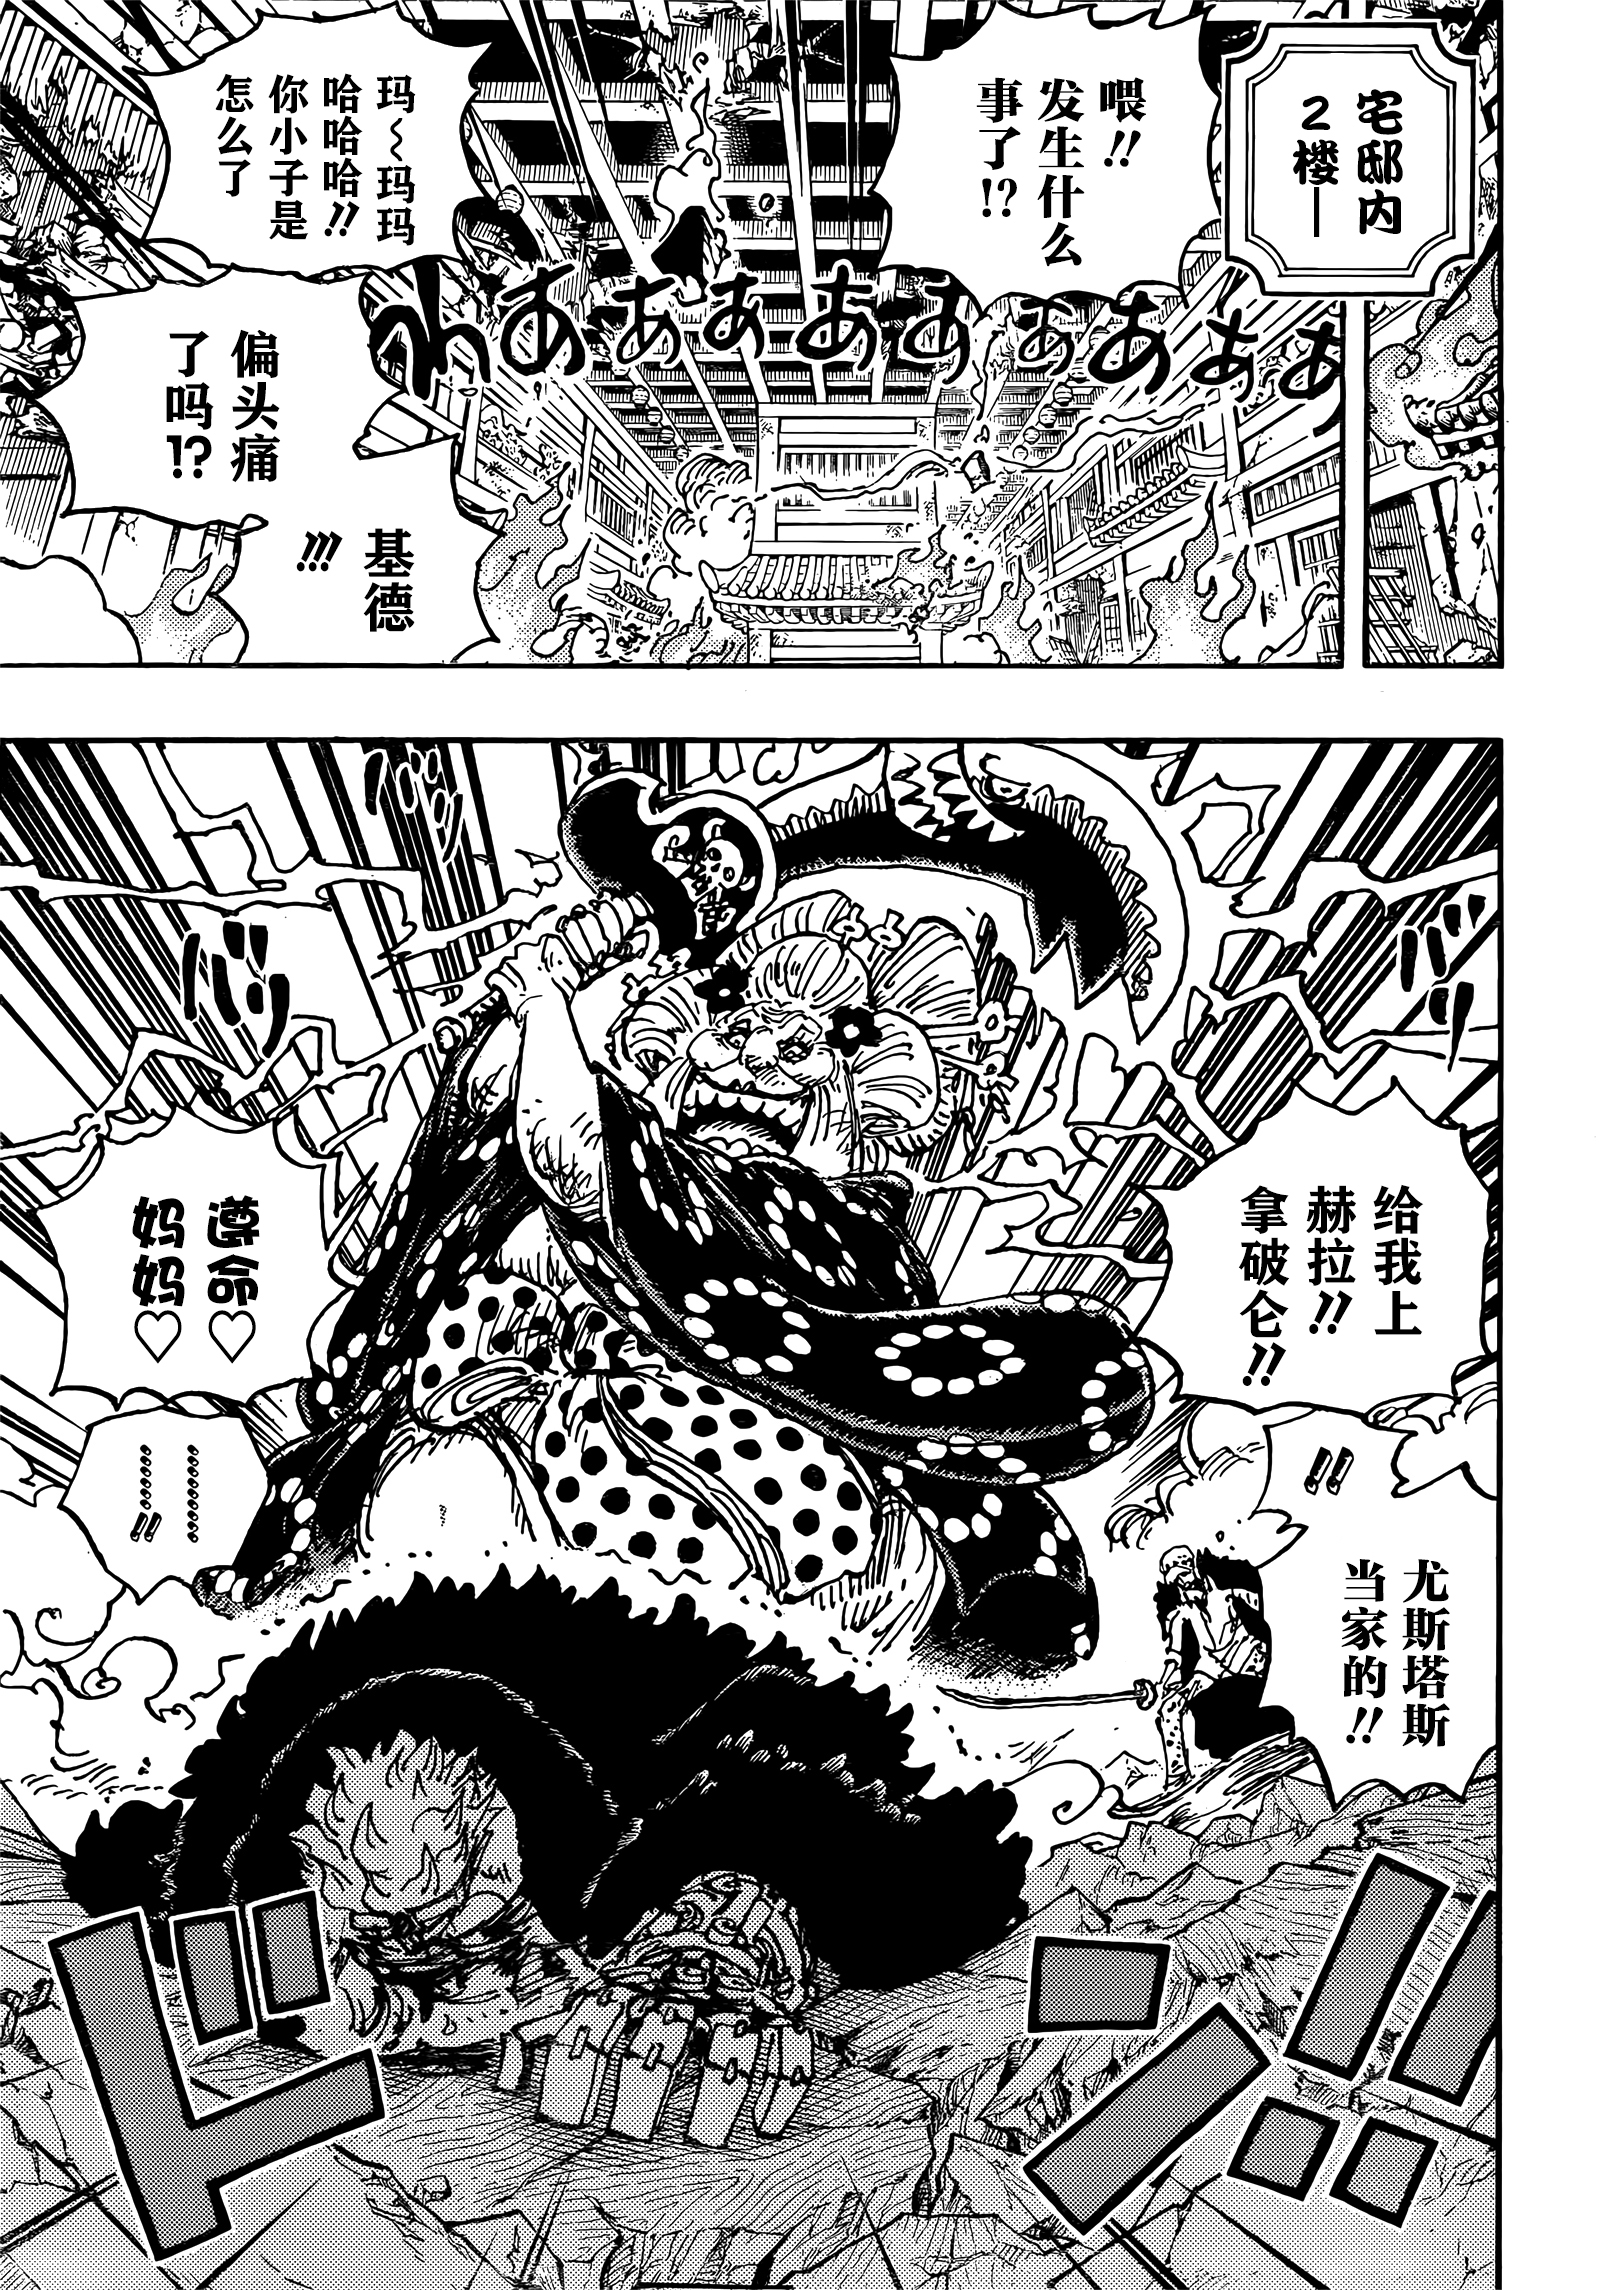 宅邸内
2楼—
喂!!
发生什么
事了!?
玛～玛玛
哈哈哈!!
你小子是
怎么了
偏头痛
了吗!?
基德
!!!
ああああああああ
给我上
赫拉!!
拿破仑!!
遵命♡
妈妈♡
!!
尤斯塔斯
当家的!!
………
……!!
バリ
バリ
ドドン!!